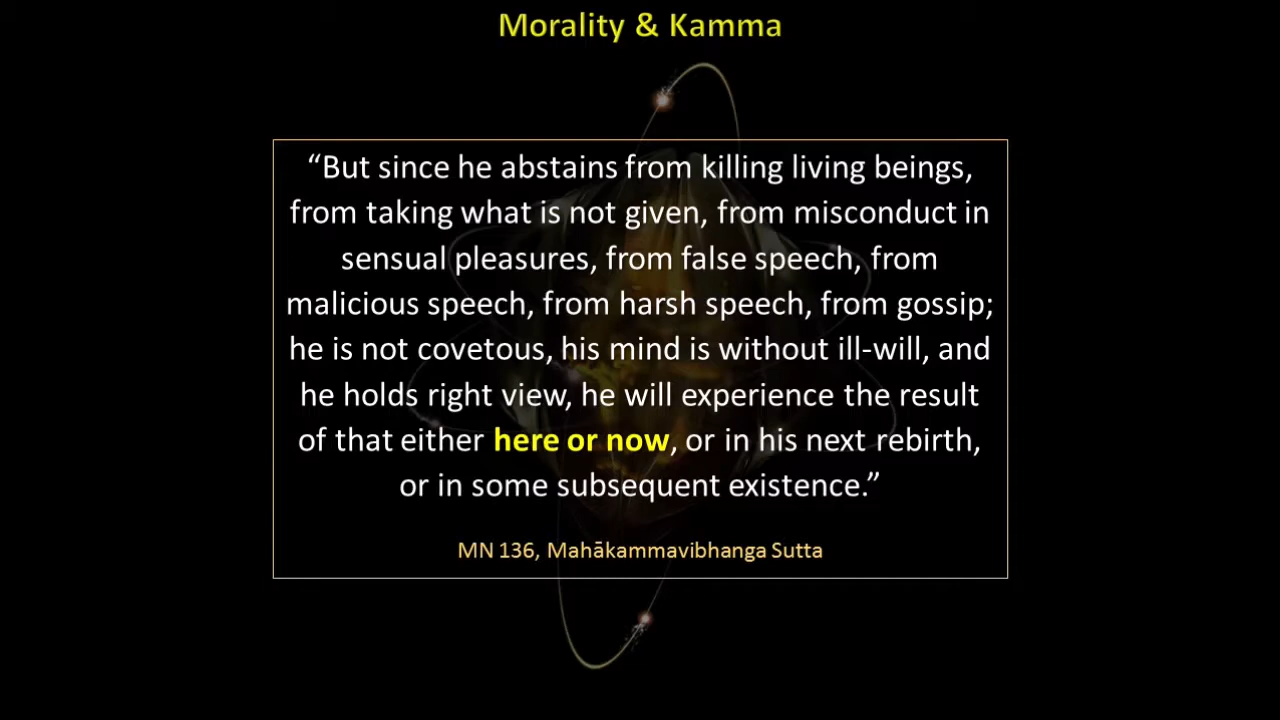 Morality & Kamma
“But since he abstains from killing living beings,
from taking what is not given, from misconduct in
sensual pleasures, from false speech, from
malicious speech, from harsh speech, from gossip;
he is not covetous, his mind is without ill-will, and
he holds right view, he will experience the result
of that either here or now, or in his next rebirth,
or in some subsequent existence.”
MN 136, Mahākammavibhanga Sutta